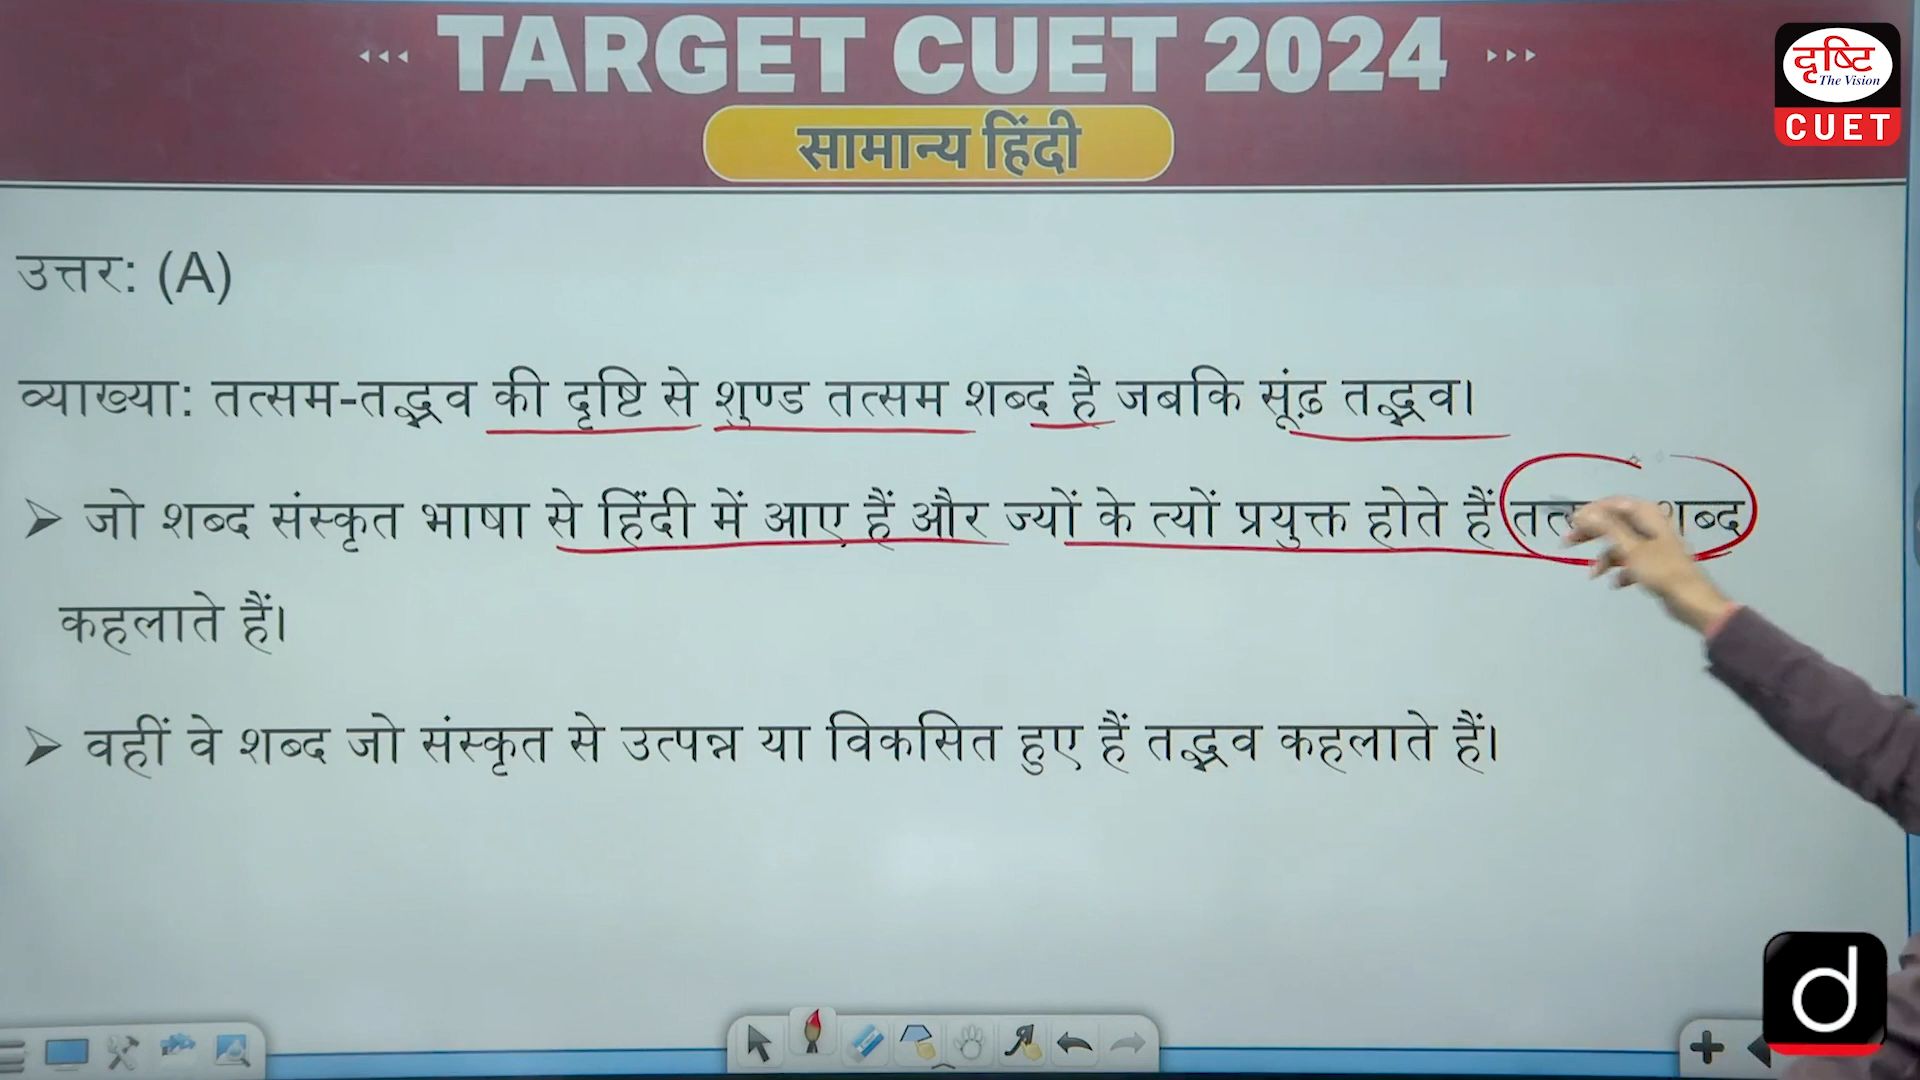 TARGET CUET 2024
सामान्य हिंदी
दृष्टि
The Vision
CUET
उत्तर: (A)
व्याख्या: तत्सम-तद्भव की दृष्टि से शुण्ड तत्सम शब्द है जबकि सूंढ़ तद्भव।
जो शब्द संस्कृत भाषा से हिंदी में आए हैं और ज्यों के त्यों प्रयुक्त होते हैं शब्द
कहलाते हैं।
वहीं वे शब्द जो संस्कृत से उत्पन्न या विकसित हुए हैं तद्भव कहलाते हैं।
d